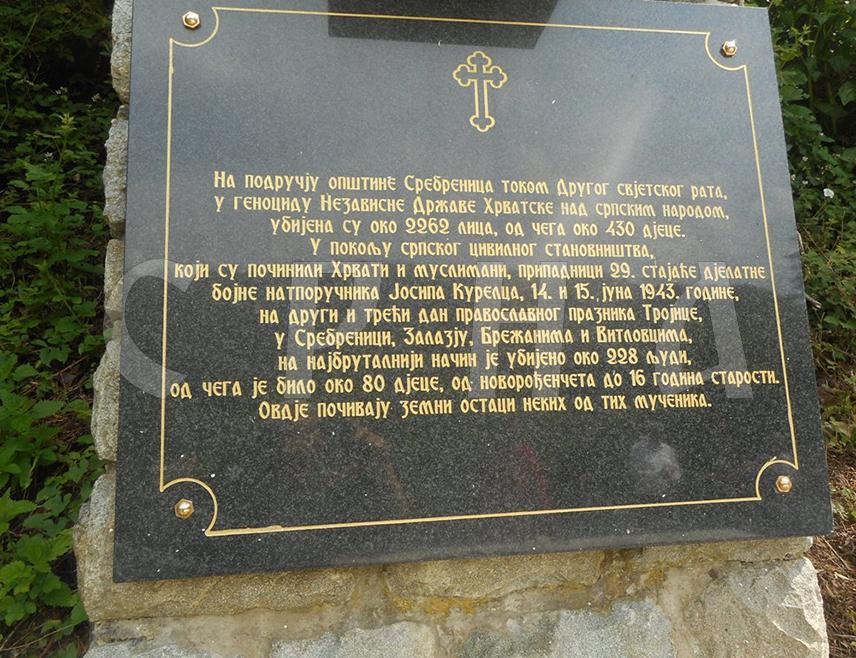 На подручју општине Сребреница током Другог свјетског рата,
у геноциду Независне Државе Хрватске над српским народом,
убијена су око 2262 лица, од чега око 430 дјеце.
У покољу српског цивилног становништва,
који су починили Хрвати и муслимани, припадници 29. стајаће дјелатне
бојне натпоручника Јосипа Курелца, 14. и 15. јуна 1943. године,
на други и трећи дан православног празника Тројице,
у Сребреници, Залазју, Брежанима и Витловцима,
на најбруталнији начин је убијено око 228 људи,
од чега је било око 80 дјеце, од новорођенчета до 16 година старости.
Овдје почивају земни остаци неких од тих мученика.